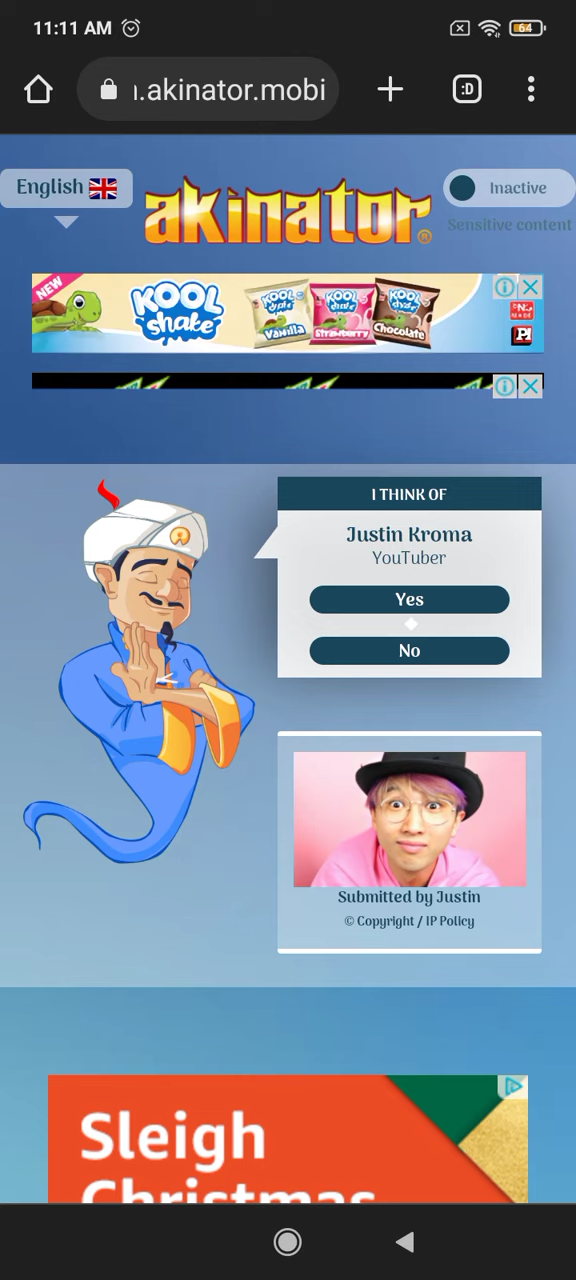 11:11 AM
64
ı.akinator.mobi
:D
English
akinator®
Inactive
Sensitive content
NEW
KOOL
shake
KOOL
shake
Vanilla
KOOL
shake
Strawberry
KOOL
shake
Chocolate
I THINK OF
Justin Kroma
YouTuber
Yes
No
Submitted by Justin
© Copyright / IP Policy
Sleigh
Christmas